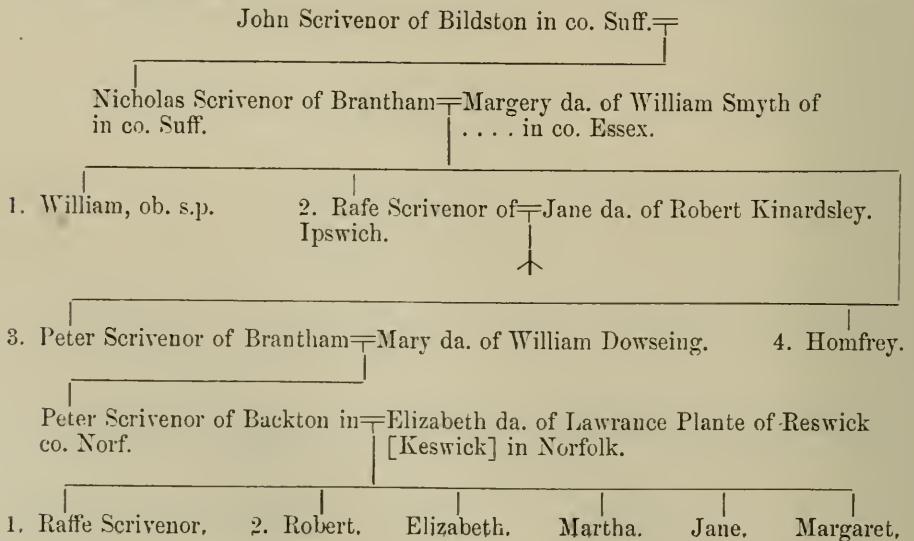 John Scrivenor of Bildston in co. Suff.
Nicholas Scrivenor of Brantham Margery da. of William Smyth of
in co. Suff. . . . . in co. Essex.
1. William, ob. s.p. 2. Rafe Scrivenor of Jane da. of Robert Kinardsley.
Ipswich.
3. Peter Scrivenor of Brantham Mary da. of William Dowseing. 4. Homfrey.
Peter Scrivenor of Backton in Elizabeth da. of Lawrance Plante of Reswick
co. Norf. [Keswick] in Norfolk.
1. Raffe Scrivenor. 2. Robert. Elizabeth. Martha. Jane. Margaret.